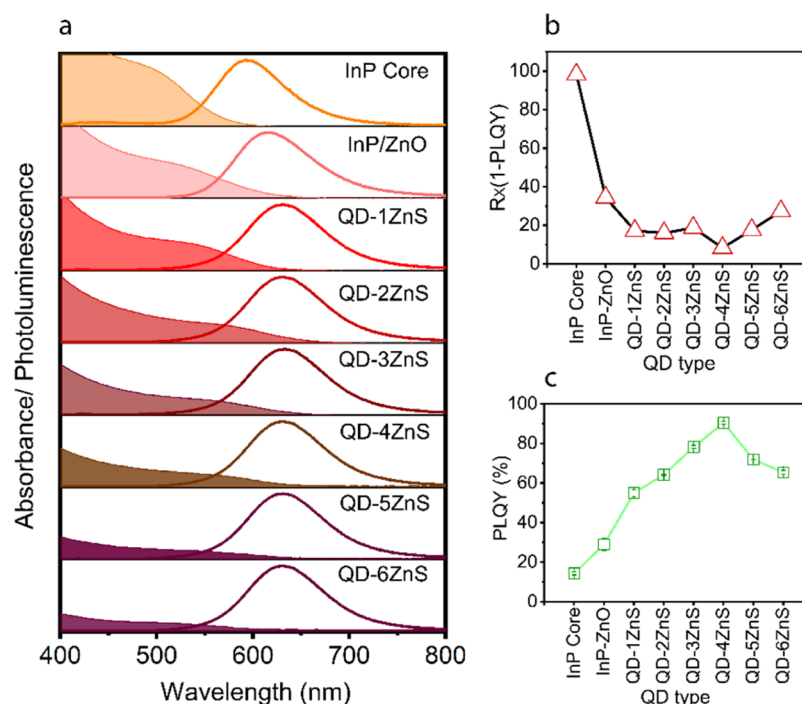 a
Absorbance/ Photoluminescence
InP Core
InP/ZnO
QD-1ZnS
QD-2ZnS
QD-3ZnS
QD-4ZnS
QD-5ZnS
QD-6ZnS
400
500
600
700
800
Wavelength (nm)
b
Rx(1-PLQY)
100
80
60
40
20
0
InP Core
InP-ZnO
QD-1ZnS
QD-2ZnS
QD-3ZnS
QD-4ZnS
QD-5ZnS
QD-6ZnS
QD type
c
PLQY (%)
100
80
60
40
20
0
InP Core
InP-ZnO
QD-1ZnS
QD-2ZnS
QD-3ZnS
QD-4ZnS
QD-5ZnS
QD-6ZnS
QD type